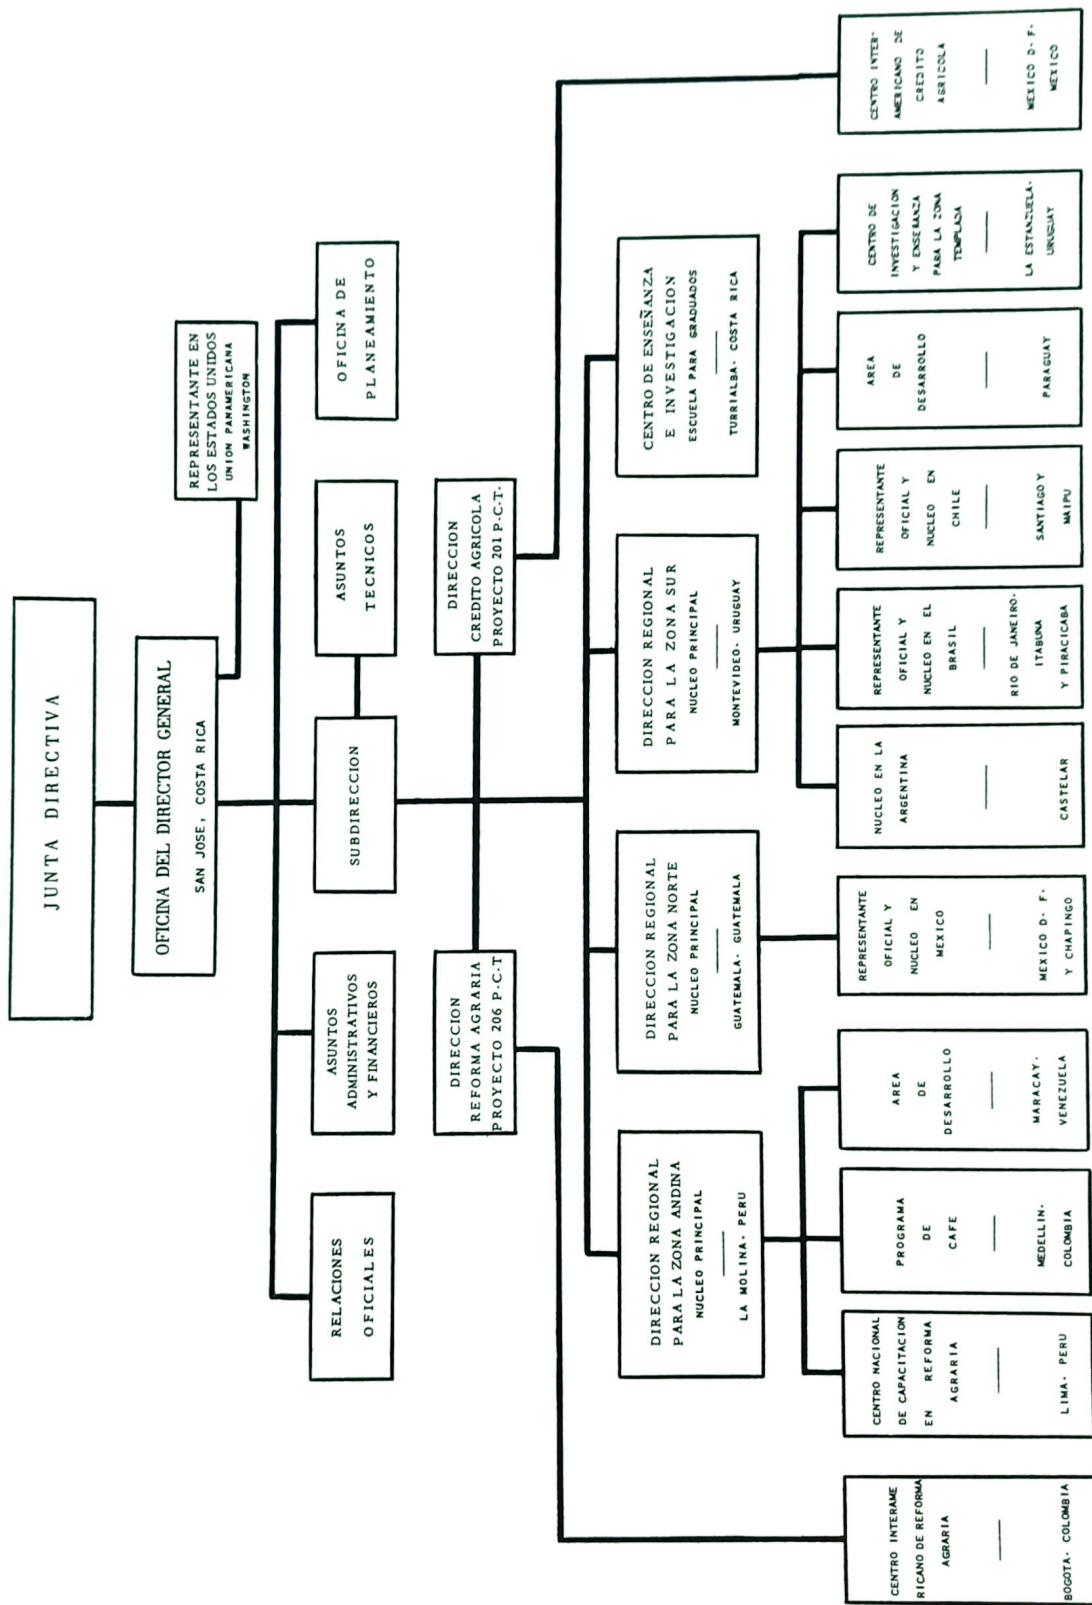 JUNTA DIRECTIVA
OFICINA DEL DIRECTOR GENERAL
SAN JOSE, COSTA RICA
REPRESENTANTE EN
LOS ESTADOS UNIDOS
UNION PANAMERICANA
WASHINGTON
RELACIONES
OFICIALES
ASUNTOS
ADMINISTRATIVOS
Y FINANCIEROS
SUBDIRECCION
ASUNTOS
TECNICOS
OFICINA DE
PLANEAMIENTO
DIRECCION
REFORMA AGRARIA
PROYECTO 206 P-C-T
DIRECCION
CREDITO AGRICOLA
PROYECTO 201 P-C-T-
DIRECCION REGIONAL
PARA LA ZONA ANDINA
NUCLEO PRINCIPAL
LA MOLINA- PERU
DIRECCION REGIONAL
PARA LA ZONA NORTE
NUCLEO PRINCIPAL
GUATEMALA- GUATEMALA
DIRECCION REGIONAL
PARA LA ZONA SUR
NUCLEO PRINCIPAL
MONTEVIDEO- URUGUAY
CENTRO DE ENSEÑANZA
E INVESTIGACION
ESCUELA PARA GRADUADOS
TURRIALBA- COSTA RICA
CENTRO INTERAME
RICANO DE REFORMA
AGRARIA
BOGOTA- COLOMBIA
CENTRO NACIONAL
DE CAPACITACION
EN REFORMA
AGRARIA
LIMA- PERU
PROGRAMA
DE
CAFE
MEDELLIN-
COLOMBIA
AREA
DE
DESARROLLO
MARACAY-
VENEZUELA
REPRESENTANTE
OFICIAL Y
NUCLEO EN
MEXICO
MEXICO D- F-
Y CHAPINGO
NUCLEO EN LA
ARGENTINA
CASTELAR
REPRESENTANTE
OFICIAL Y
NUCLEO EN EL
BRASIL
RIO DE JANEIRO-
ITABUNA
Y PIRACICABA
REPRESENTANTE
OFICIAL Y
NUCLEO EN
CHILE
SANTIAGO Y
MAIPU
AREA
DE
DESARROLLO
PARAGUAY
CENTRO DE
INVESTIGACION
Y ENSEÑANZA
PARA LA ZONA
TEMPLADA
LA ESTANZUELA-
URUGUAY
CENTRO INTER-
AMERICANO DE
CREDITO
AGRICOLA
MEXICO D- F-
MEXICO